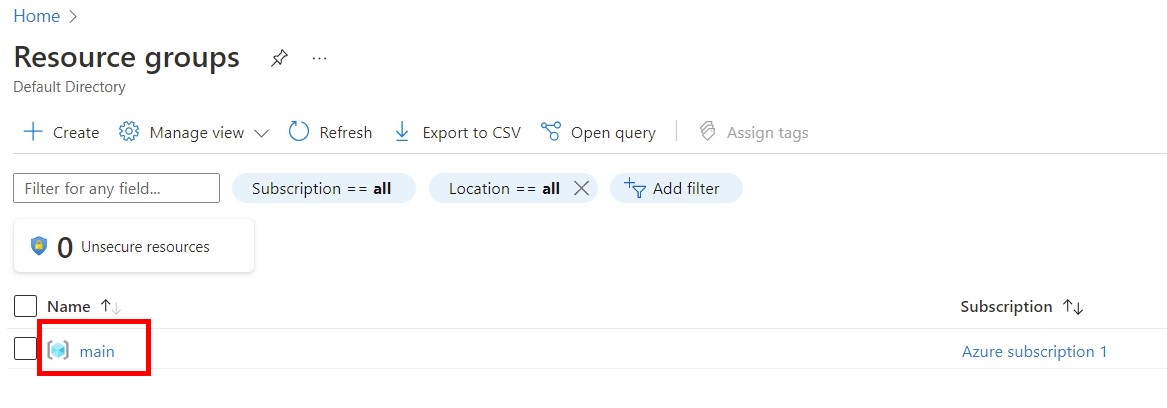 Home
Resource groups ...
Default Directory
Create Manage view Refresh Export to CSV Open query Assign tags
Filter for any field... Subscription == all Location == all Add filter
0 Unsecure resources
Name Subscription
main Azure subscription 1